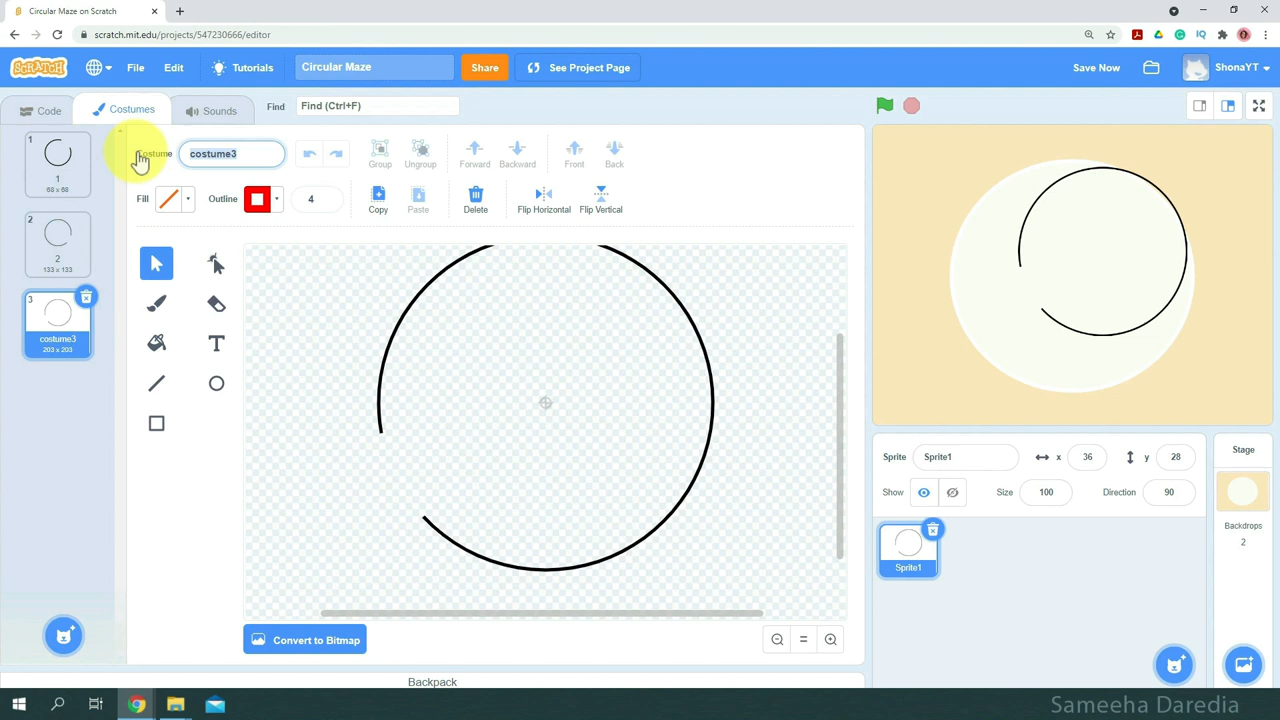 Circular Maze on Scratch
scratch.mit.edu/projects/547230666/editor
SCRATCH
File
Edit
Tutorials
Circular Maze
Share
See Project Page
Save Now
ShonaYT
Code
Costumes
Sounds
Find
Find (Ctrl+F)
1
1
68 x 68
2
2
133 x 133
3
costume3
203 x 203
Costume
costume3
Group
Ungroup
Forward
Backward
Front
Back
Fill
Outline
4
Copy
Paste
Delete
Flip Horizontal
Flip Vertical
T
Convert to Bitmap
Backpack
Sprite
Sprite1
x
36
y
28
Show
Size
100
Direction
90
Sprite1
Stage
Backdrops
2
Sameeha Daredia